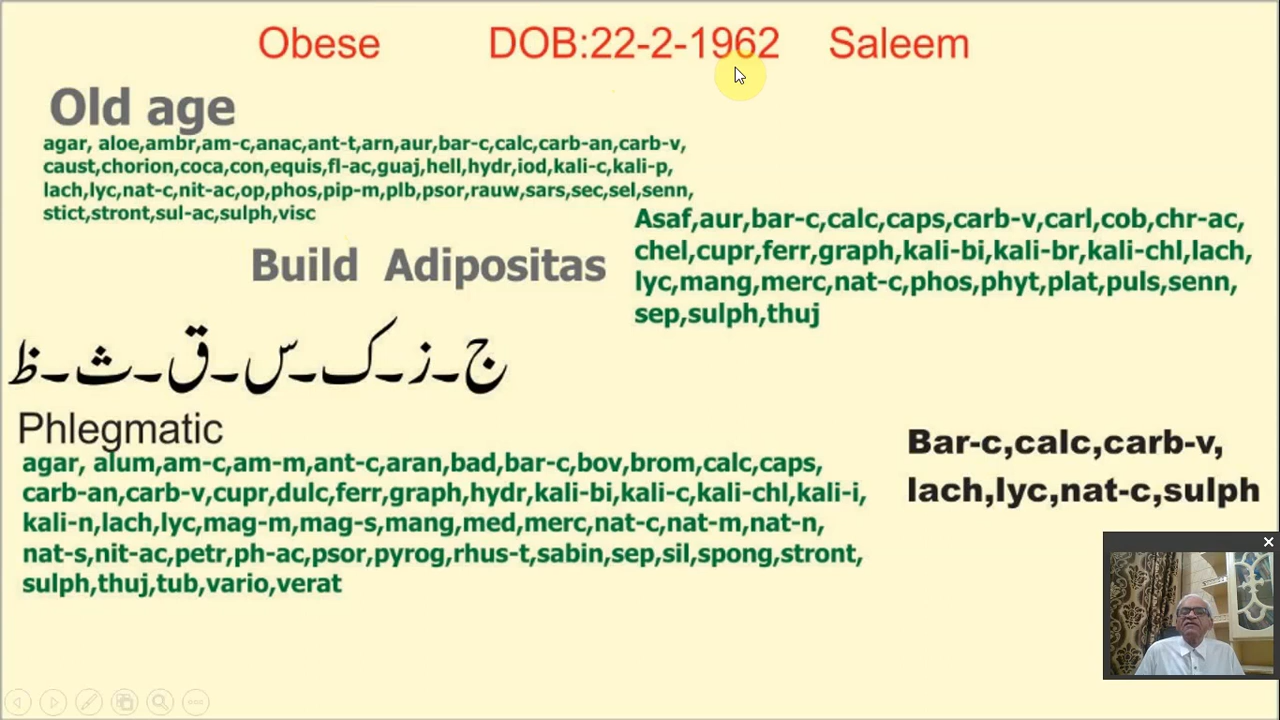 Obese DOB:22-2-1962 Saleem
Old age
agar, aloe,ambr,am-c,anac,ant-t,arn,aur,bar-c,calc,carb-an,carb-v,
caust,chorion,coca,con,equis,fl-ac,guaj,hell,hydr,iod,kali-c,kali-p,
lach,lyc,nat-c,nit-ac,op,phos,pip-m,plb,psor,rauw,sars,sec,sel,senn,
stict,stront,sul-ac,sulph,visc
Build Adipositas
Asaf,aur,bar-c,calc,caps,carb-v,carl,cob,chr-ac,
chel,cupr,ferr,graph,kali-bi,kali-br,kali-chl,lach,
lyc,mang,merc,nat-c,phos,phyt,plat,puls,senn,
sep,sulph,thuj
ج۔ز۔ک۔س۔ق۔ث۔ظ
Phlegmatic
agar, alum,am-c,am-m,ant-c,aran,bad,bar-c,bov,brom,calc,caps,
carb-an,carb-v,cupr,dulc,ferr,graph,hydr,kali-bi,kali-c,kali-chl,kali-i,
kali-n,lach,lyc,mag-m,mag-s,mang,med,merc,nat-c,nat-m,nat-n,
nat-s,nit-ac,petr,ph-ac,psor,pyrog,rhus-t,sabin,sep,sil,spong,stront,
sulph,thuj,tub,vario,verat
Bar-c,calc,carb-v,
lach,lyc,nat-c,sulph